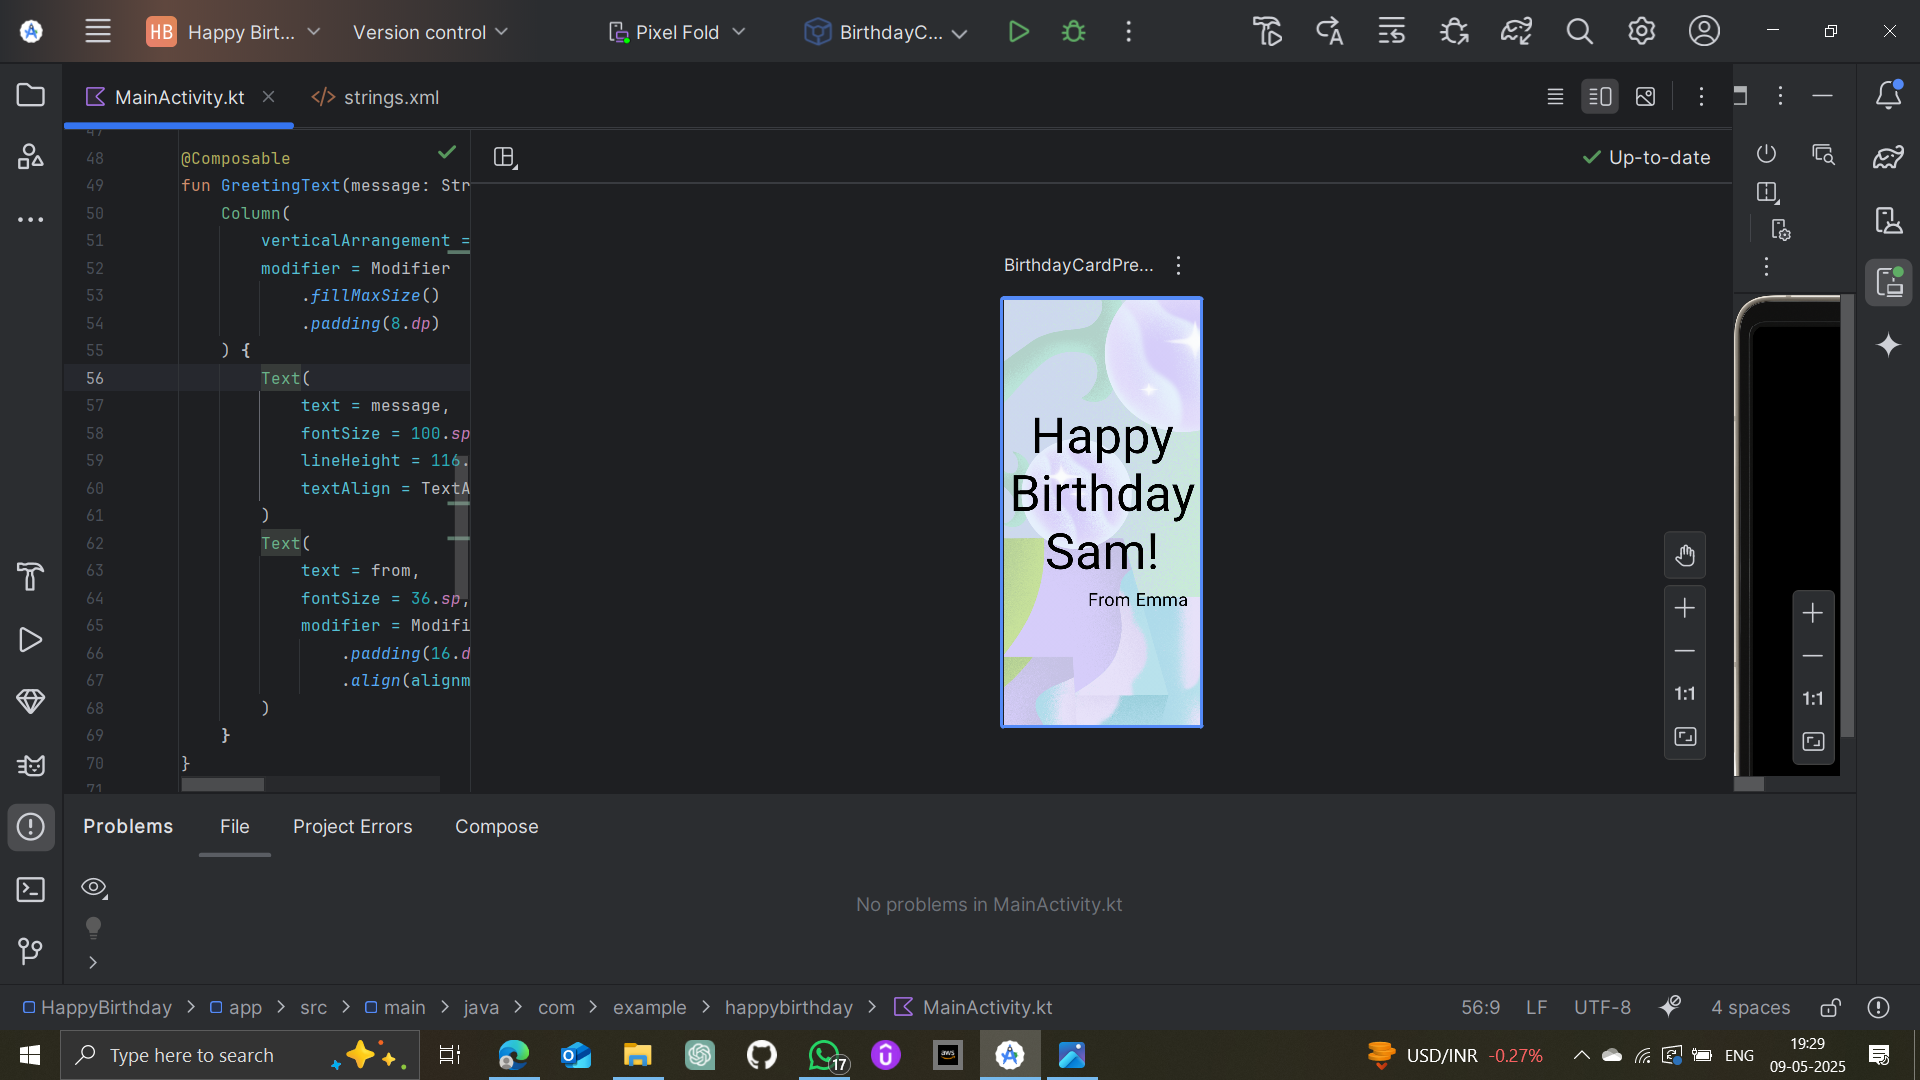 HB Happy Birt... Version control Pixel Fold BirthdayC...
MainActivity.kt strings.xml
47
48 @Composable
49 fun GreetingText(message: Str
50 Column(
51 verticalArrangement =
52 modifier = Modifier
53 .fillMaxSize()
54 .padding(8.dp)
55 ) {
56 Text(
57 text = message,
58 fontSize = 100.sp
59 lineHeight = 116.
60 textAlign = TextA
61 )
62 Text(
63 text = from,
64 fontSize = 36.sp,
65 modifier = Modifi
66 .padding(16.d
67 .align(alignm
68 )
69 }
70 }
71
Up-to-date
BirthdayCardPre...
Happy
Birthday
Sam!
From Emma
1:1
1:1
Problems File Project Errors Compose
No problems in MainActivity.kt
HappyBirthday > app > src > main > java > com > example > happybirthday > MainActivity.kt 56:9 LF UTF-8 4 spaces
Type here to search
17
aws
USD/INR -0.27%
ENG
19:29
09-05-2025